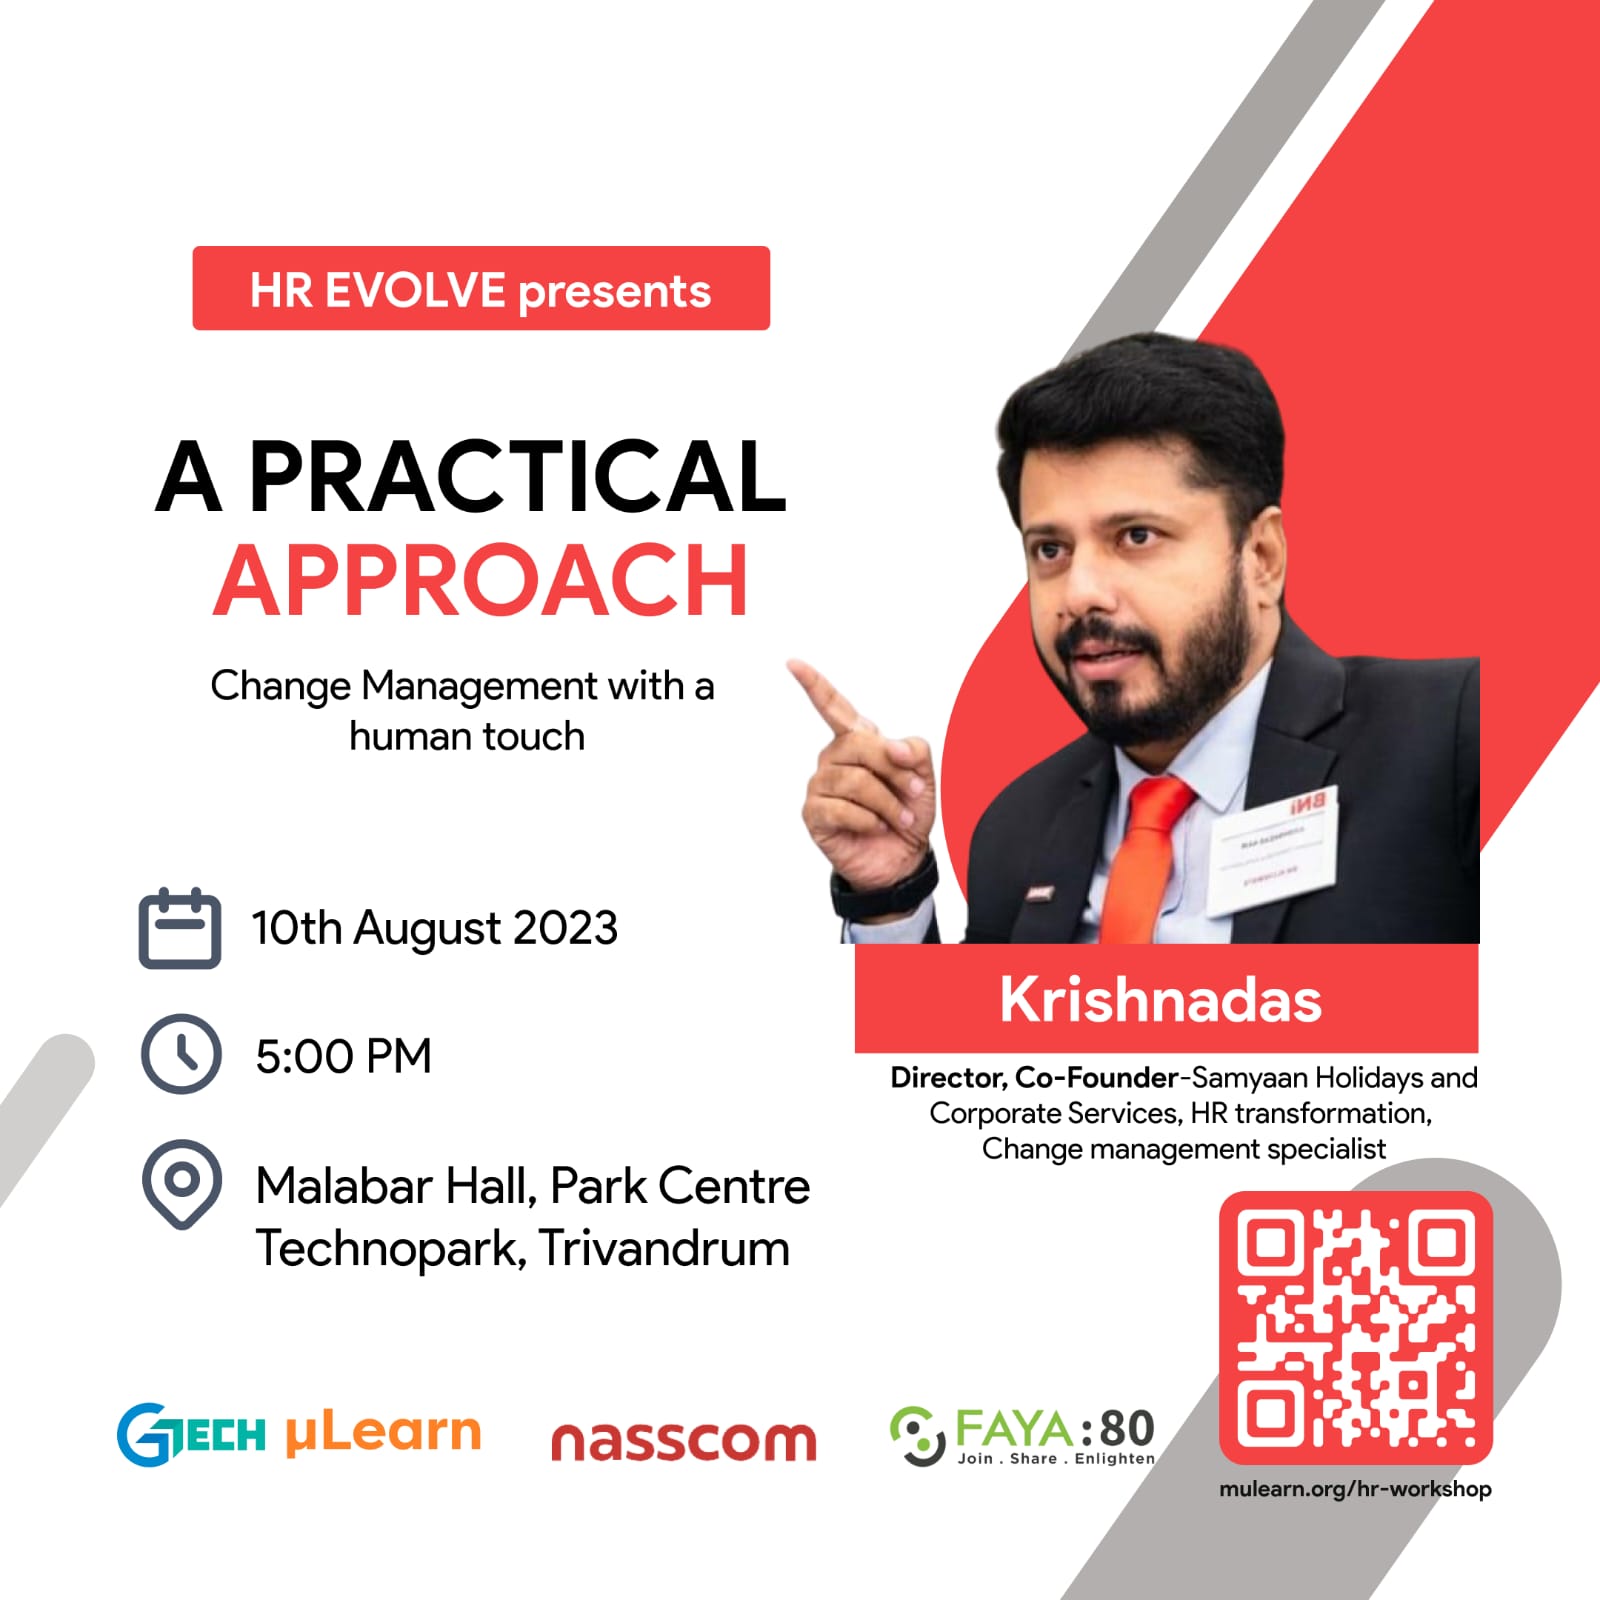 HR EVOLVE presents
A PRACTICAL
APPROACH
Change Management with a
human touch
10th August 2023
5:00 PM
Malabar Hall, Park Centre
Technopark, Trivandrum
BNI
Krishnadas
Director, Co-Founder-Samyaan Holidays and
Corporate Services, HR transformation,
Change management specialist
GTECH µLearn
nasscom
FAYA:80
Join . Share . Enlighten
mulearn.org/hr-workshop